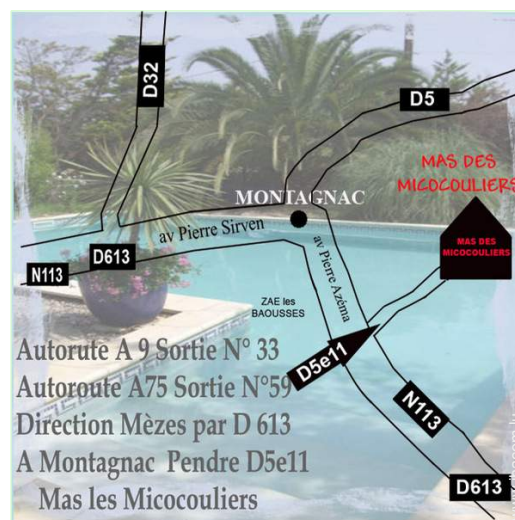 D32
D5
MAS DES
MICOCOULIERS
MONTAGNAC
av Pierre Sirven
D613
N113
av Pierre Azéma
MAS DES
MICOCOULIERS
ZAE les
BAOUSSES
D5e11
N113
D613
Autorute A 9 Sortie N° 33
Autoroute A75 Sortie N°59
Direction Mèzes par D 613
A Montagnac Pendre D5e11
Mas les Micocouliers